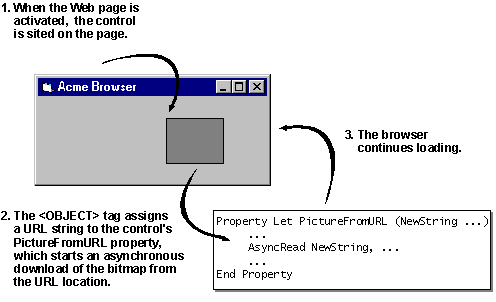 1. When the Web page is
activated, the control
is sited on the page.
Acme Browser
3. The browser
continues loading.
2. The <OBJECT> tag assigns
a URL string to the control's
PictureFromURL property,
which starts an asynchronous
download of the bitmap from
the URL location.
Property Let PictureFromURL (NewString ...)
...
AsyncRead NewString, ...
...
End Property